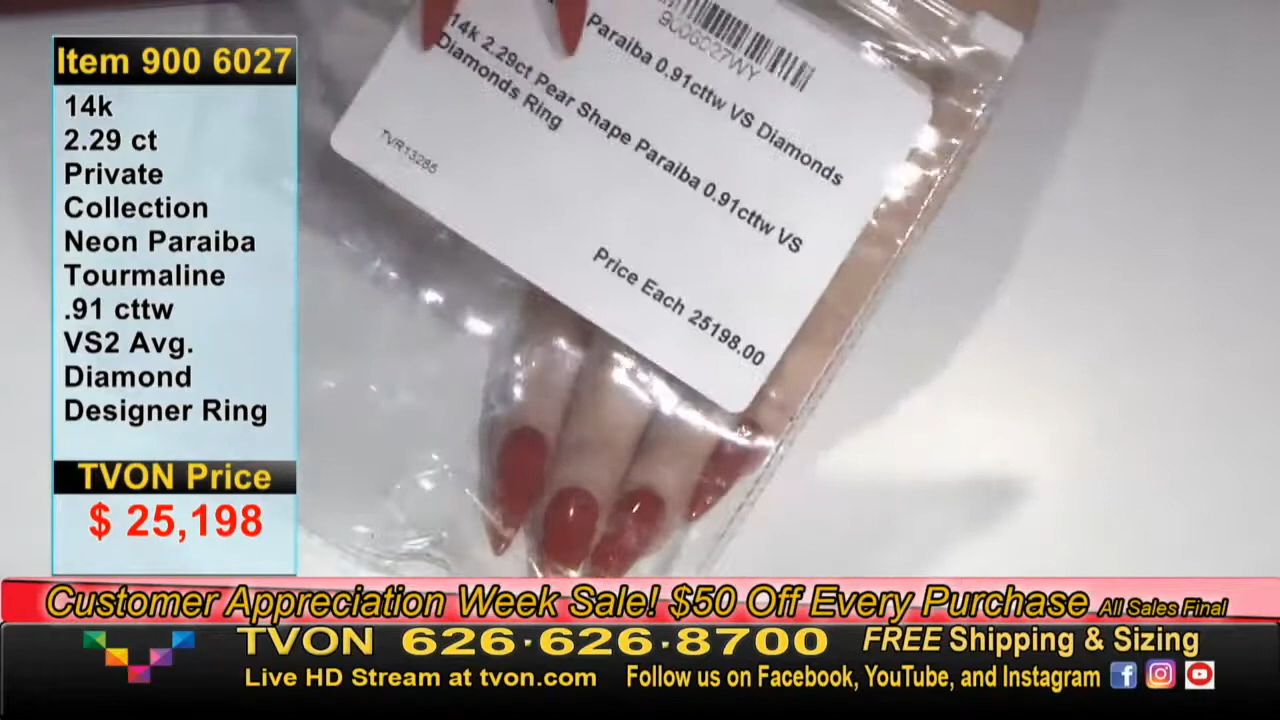 Item 900 6027
14k
2.29 ct
Private
Collection
Neon Paraiba
Tourmaline
.91 cttw
VS2 Avg.
Diamond
Designer Ring
TVON Price
$ 25,198
9006027WY
Paraiba 0.91cttw VS Diamonds
14k 2.29ct Pear Shape Paraiba 0.91cttw VS
Diamonds Ring
TVR13285
Price Each 25198.00
Customer Appreciation Week Sale! $50 Off Every Purchase All Sales Final
TVON 626·626·8700 FREE Shipping & Sizing
Live HD Stream at tvon.com Follow us on Facebook, YouTube, and Instagram